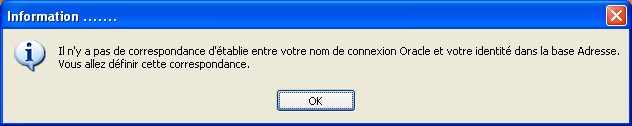 Information .......
Il n'y a pas de correspondance d'établie entre votre nom de connexion Oracle et votre identité dans la base Adresse.
Vous allez définir cette correspondance.
OK